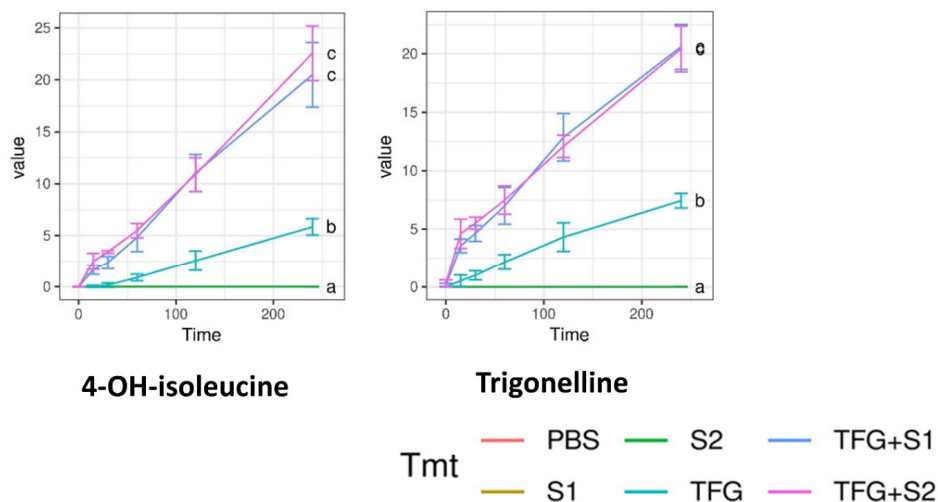 25
20
15
10
5
0
value
c
c
b
a
0
100
200
Time
20
15
10
5
0
value
b
a
0
100
200
Time
4-OH-isoleucine
Trigonelline
Tmt
PBS
S2
TFG+S1
S1
TFG
TFG+S2